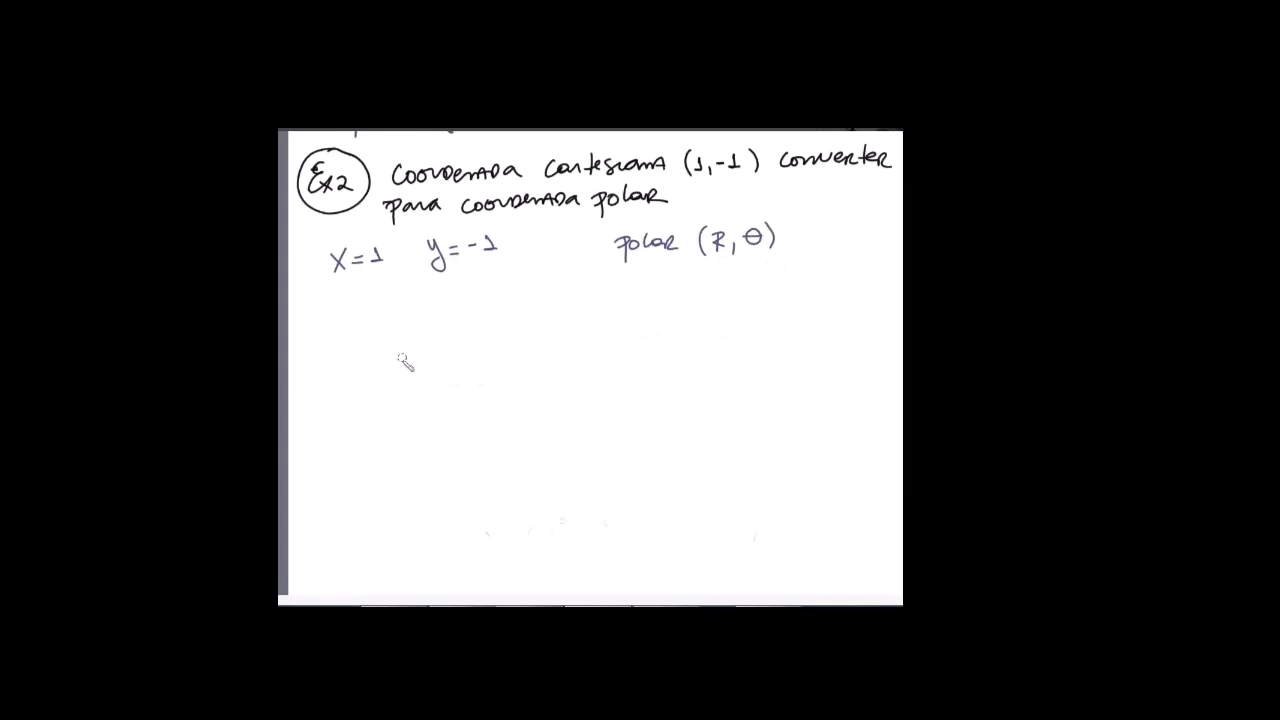 Ex2 Coordenada cartesiana (1,-1) converter
para coordenada polar
x=1 y=-1 polar (R, θ)